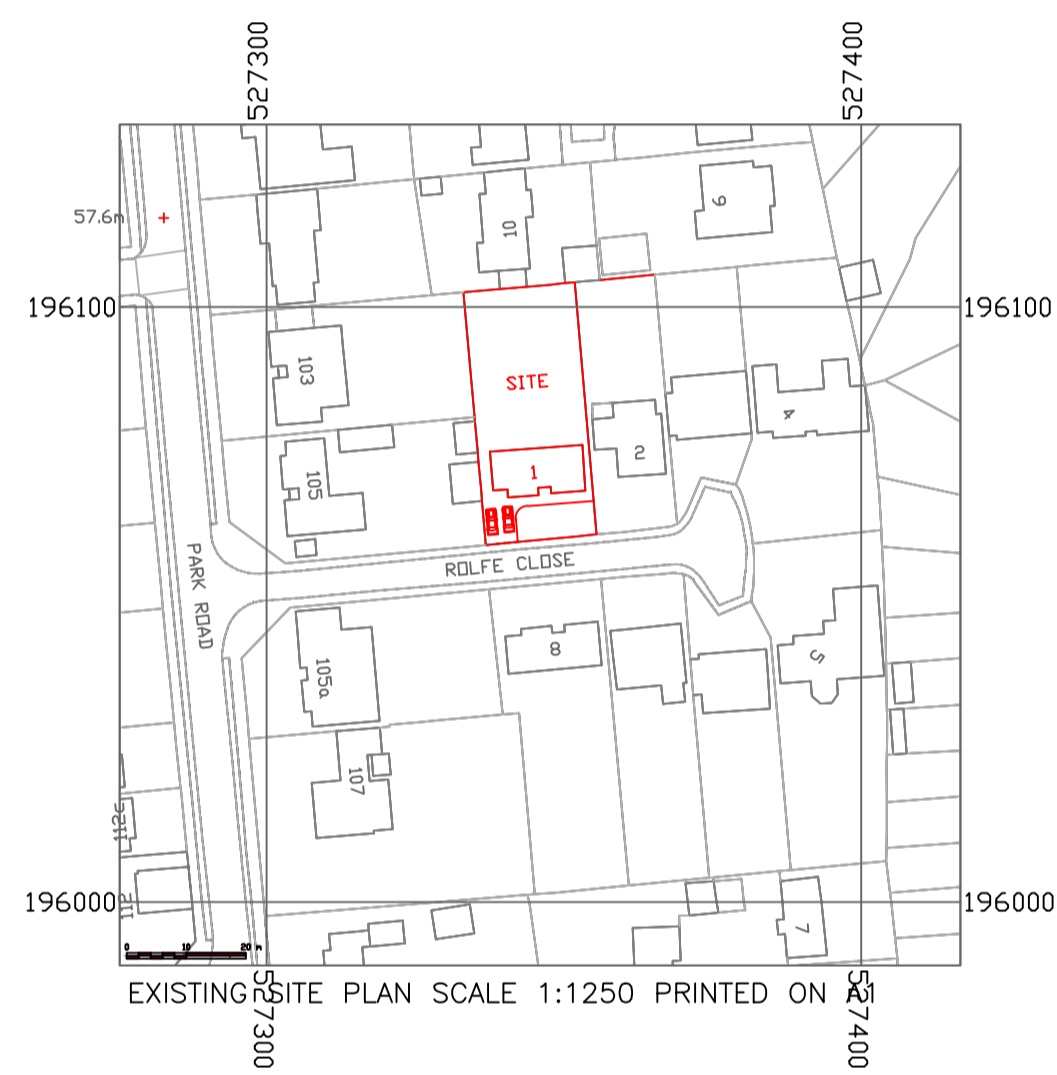 527300
527400
57.6m
10
9
196100
196100
103
SITE
4
105
1
2
ROLFE CLOSE
PARK ROAD
8
5
105a
107
112c
112
196000
196000
7
0 10 20 m
EXISTING SITE PLAN SCALE 1:1250 PRINTED ON A1
527300
527400